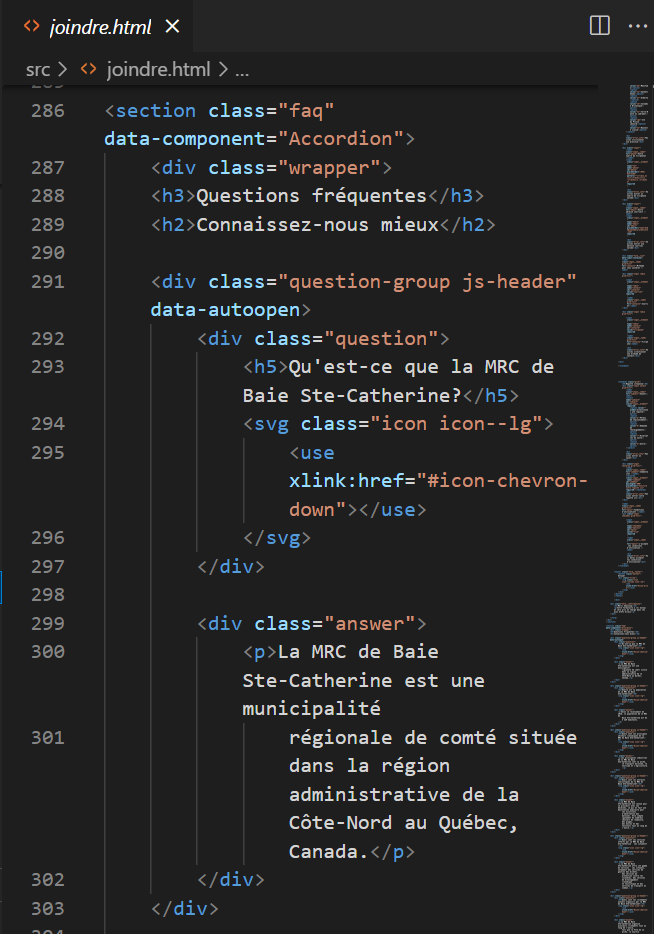 joindre.html
src > joindre.html > ...
286 <section class="faq"
data-component="Accordion">
287 <div class="wrapper">
288 <h3>Questions fréquentes</h3>
289 <h2>Connaissez-nous mieux</h2>
290
291 <div class="question-group js-header"
data-autoopen>
292 <div class="question">
293 <h5>Qu'est-ce que la MRC de
Baie Ste-Catherine?</h5>
294 <svg class="icon icon--lg">
295 <use
xlink:href="#icon-chevron-
down"></use>
296 </svg>
297 </div>
298
299 <div class="answer">
300 <p>La MRC de Baie
Ste-Catherine est une
municipalité
301 régionale de comté située
dans la région
administrative de la
Côte-Nord au Québec,
Canada.</p>
302 </div>
303 </div>